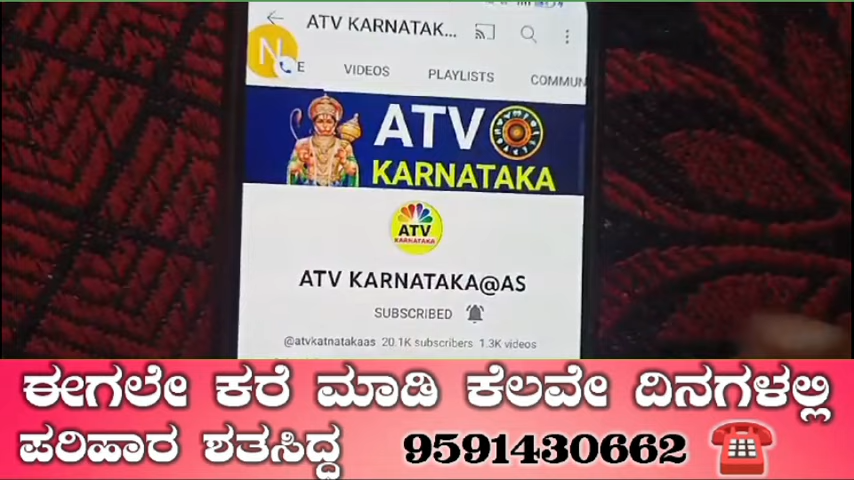 ATV KARNATAK...
N
E VIDEOS PLAYLISTS COMMUN
ATV
KARNATAKA
ATV
KARNATAKA
ATV KARNATAKA@AS
SUBSCRIBED
@atvkatnatakaas 20.1K subscribers 1.3K videos
ಈಗಲೇ ಕರೆ ಮಾಡಿ ಕೆಲವೇ ದಿನಗಳಲ್ಲಿ
ಪರಿಹಾರ ಶತಸಿದ್ಧ 9591430662